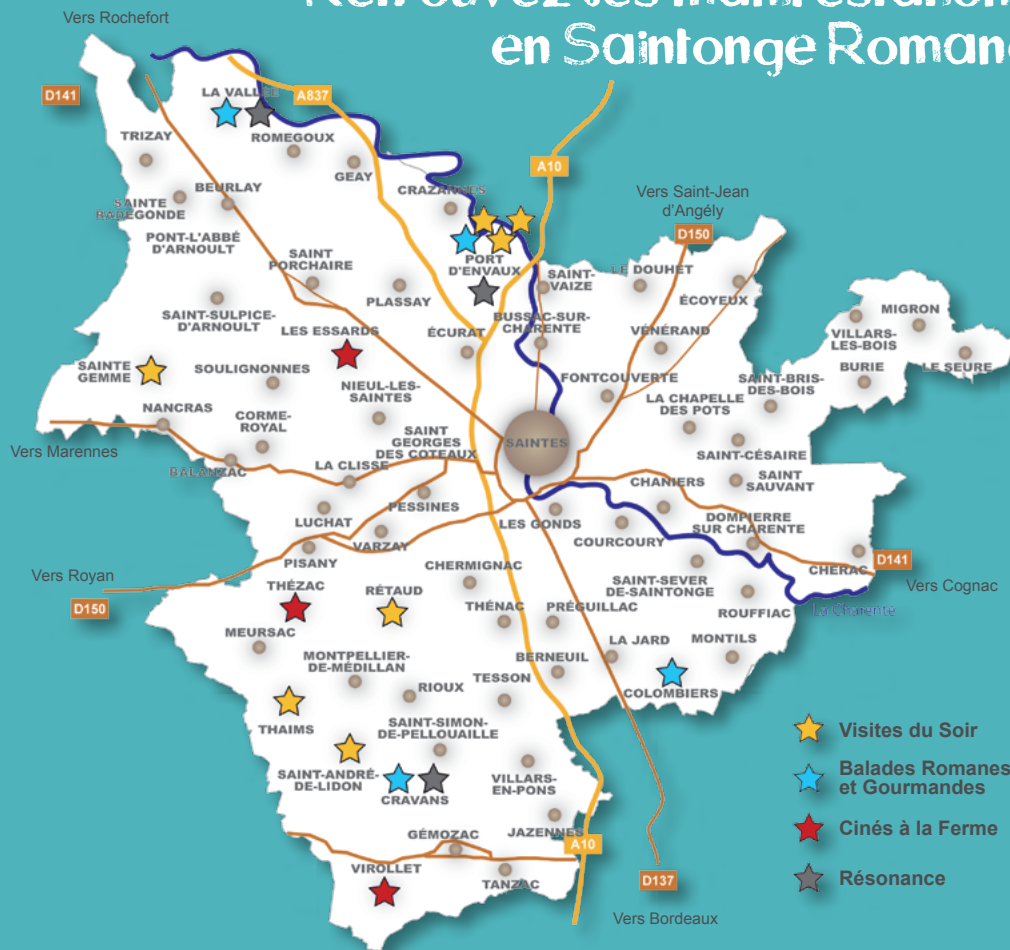 en Saintonge Roman
Vers Rochefort
D141
LA VALLÉE
A837
TRIZAY
ROMEGOUX
GEAY
A10
BEURLAY
CRAZANNES
Vers Saint-Jean
d'Angély
SAINTE
RADEGONDE
D150
PONT-L'ABBÉ
D'ARNOULT
SAINT
PORCHAIRE
PORT
D'ENVAUX
SAINT-
VAIZE
LE DOUHET
ÉCOYEUX
PLASSAY
SAINT-SULPICE-
D'ARNOULT
LES ESSARDS
ÉCURAT
BUSSAC-SUR-
CHARENTE
VÉNÉRAND
MIGRON
VILLARS-
LES-BOIS
BURIE
LE SEURE
SAINTE
GEMME
SOULIGNONNES
NIEUL-LES-
SAINTES
FONTCOUVERTE
SAINT-BRIS-
DES-BOIS
LA CHAPELLE
DES POTS
NANCRAS
CORME-
ROYAL
SAINT
GEORGES
DES COTEAUX
SAINTES
Vers Marennes
SAINT-CÉSAIRE
BALANZAC
LA CLISSE
SAINT
SAUVANT
CHANIERS
PESSINES
LUCHAT
LES GONDS
DOMPIERRE
SUR CHARENTE
VARZAY
COURCOURY
PISANY
CHERAC
D141
Vers Cognac
Vers Royan
D150
CHERMIGNAC
SAINT-SEVER
DE-SAINTONGE
THÉZAC
RÉTAUD
THÉNAC
PRÉGUILLAC
ROUFFIAC
La Charente
MEURSAC
LA JARD
MONTILS
MONTPELLIER-
DE-MÉDILLAN
BERNEUIL
TESSON
RIOUX
COLOMBIERS
THAIMS
SAINT-SIMON-
DE-PELLOUAILLE
SAINT-ANDRÉ-
DE-LIDON
CRAVANS
VILLARS-
EN-PONS
GÉMOZAC
JAZENNES
A10
VIROLLET
TANZAC
D137
Vers Bordeaux
Visites du Soir
Balades Romanes
et Gourmandes
Cinés à la Ferme
Résonance